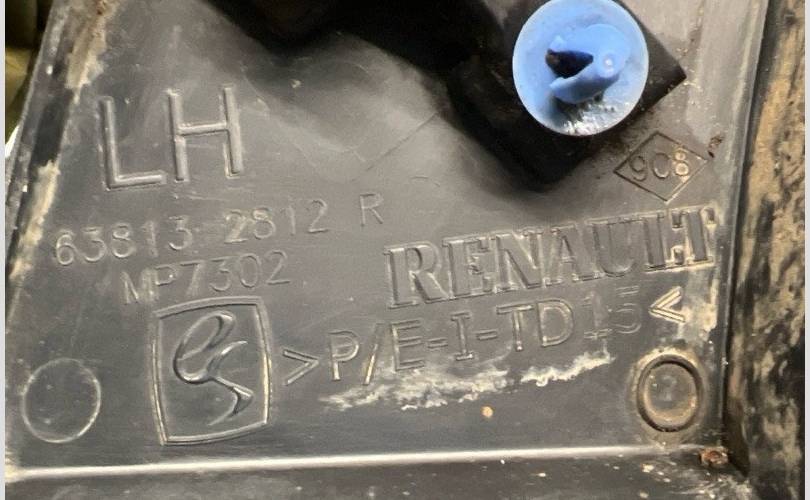 LH
908
63813 2812 R
RENAULT
MP7302
>P/E-I-TD15<